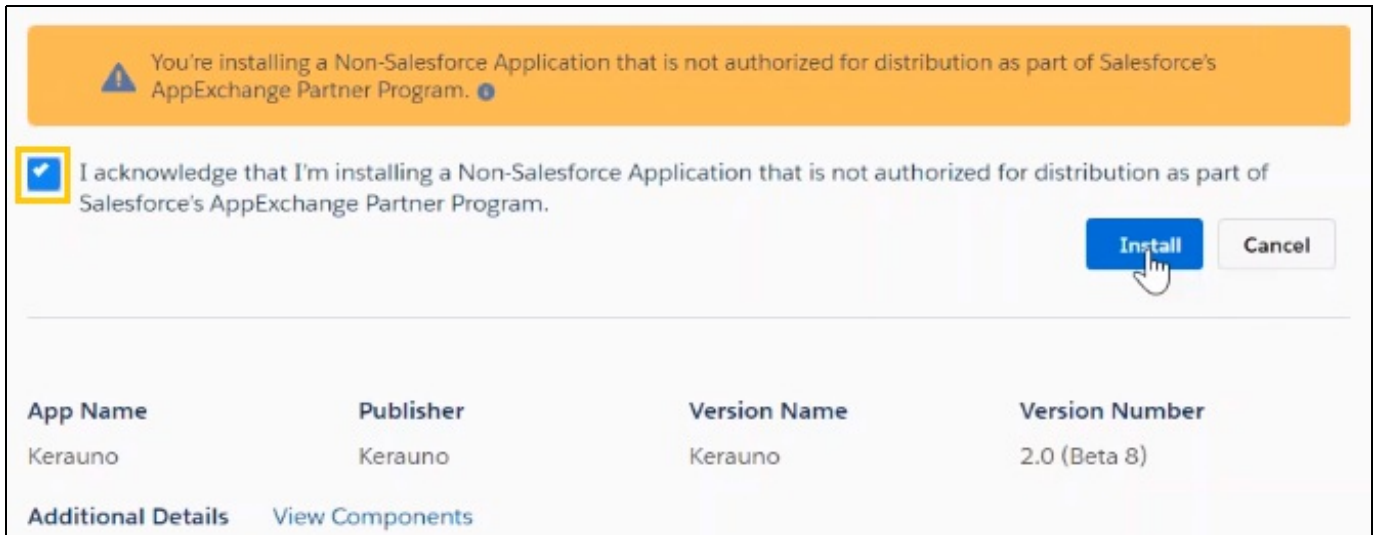 You're installing a Non-Salesforce Application that is not authorized for distribution as part of Salesforce's
AppExchange Partner Program.
I acknowledge that I'm installing a Non-Salesforce Application that is not authorized for distribution as part of
Salesforce's AppExchange Partner Program.
Install Cancel
App Name Publisher Version Name Version Number
Kerauno Kerauno Kerauno 2.0 (Beta 8)
Additional Details View Components